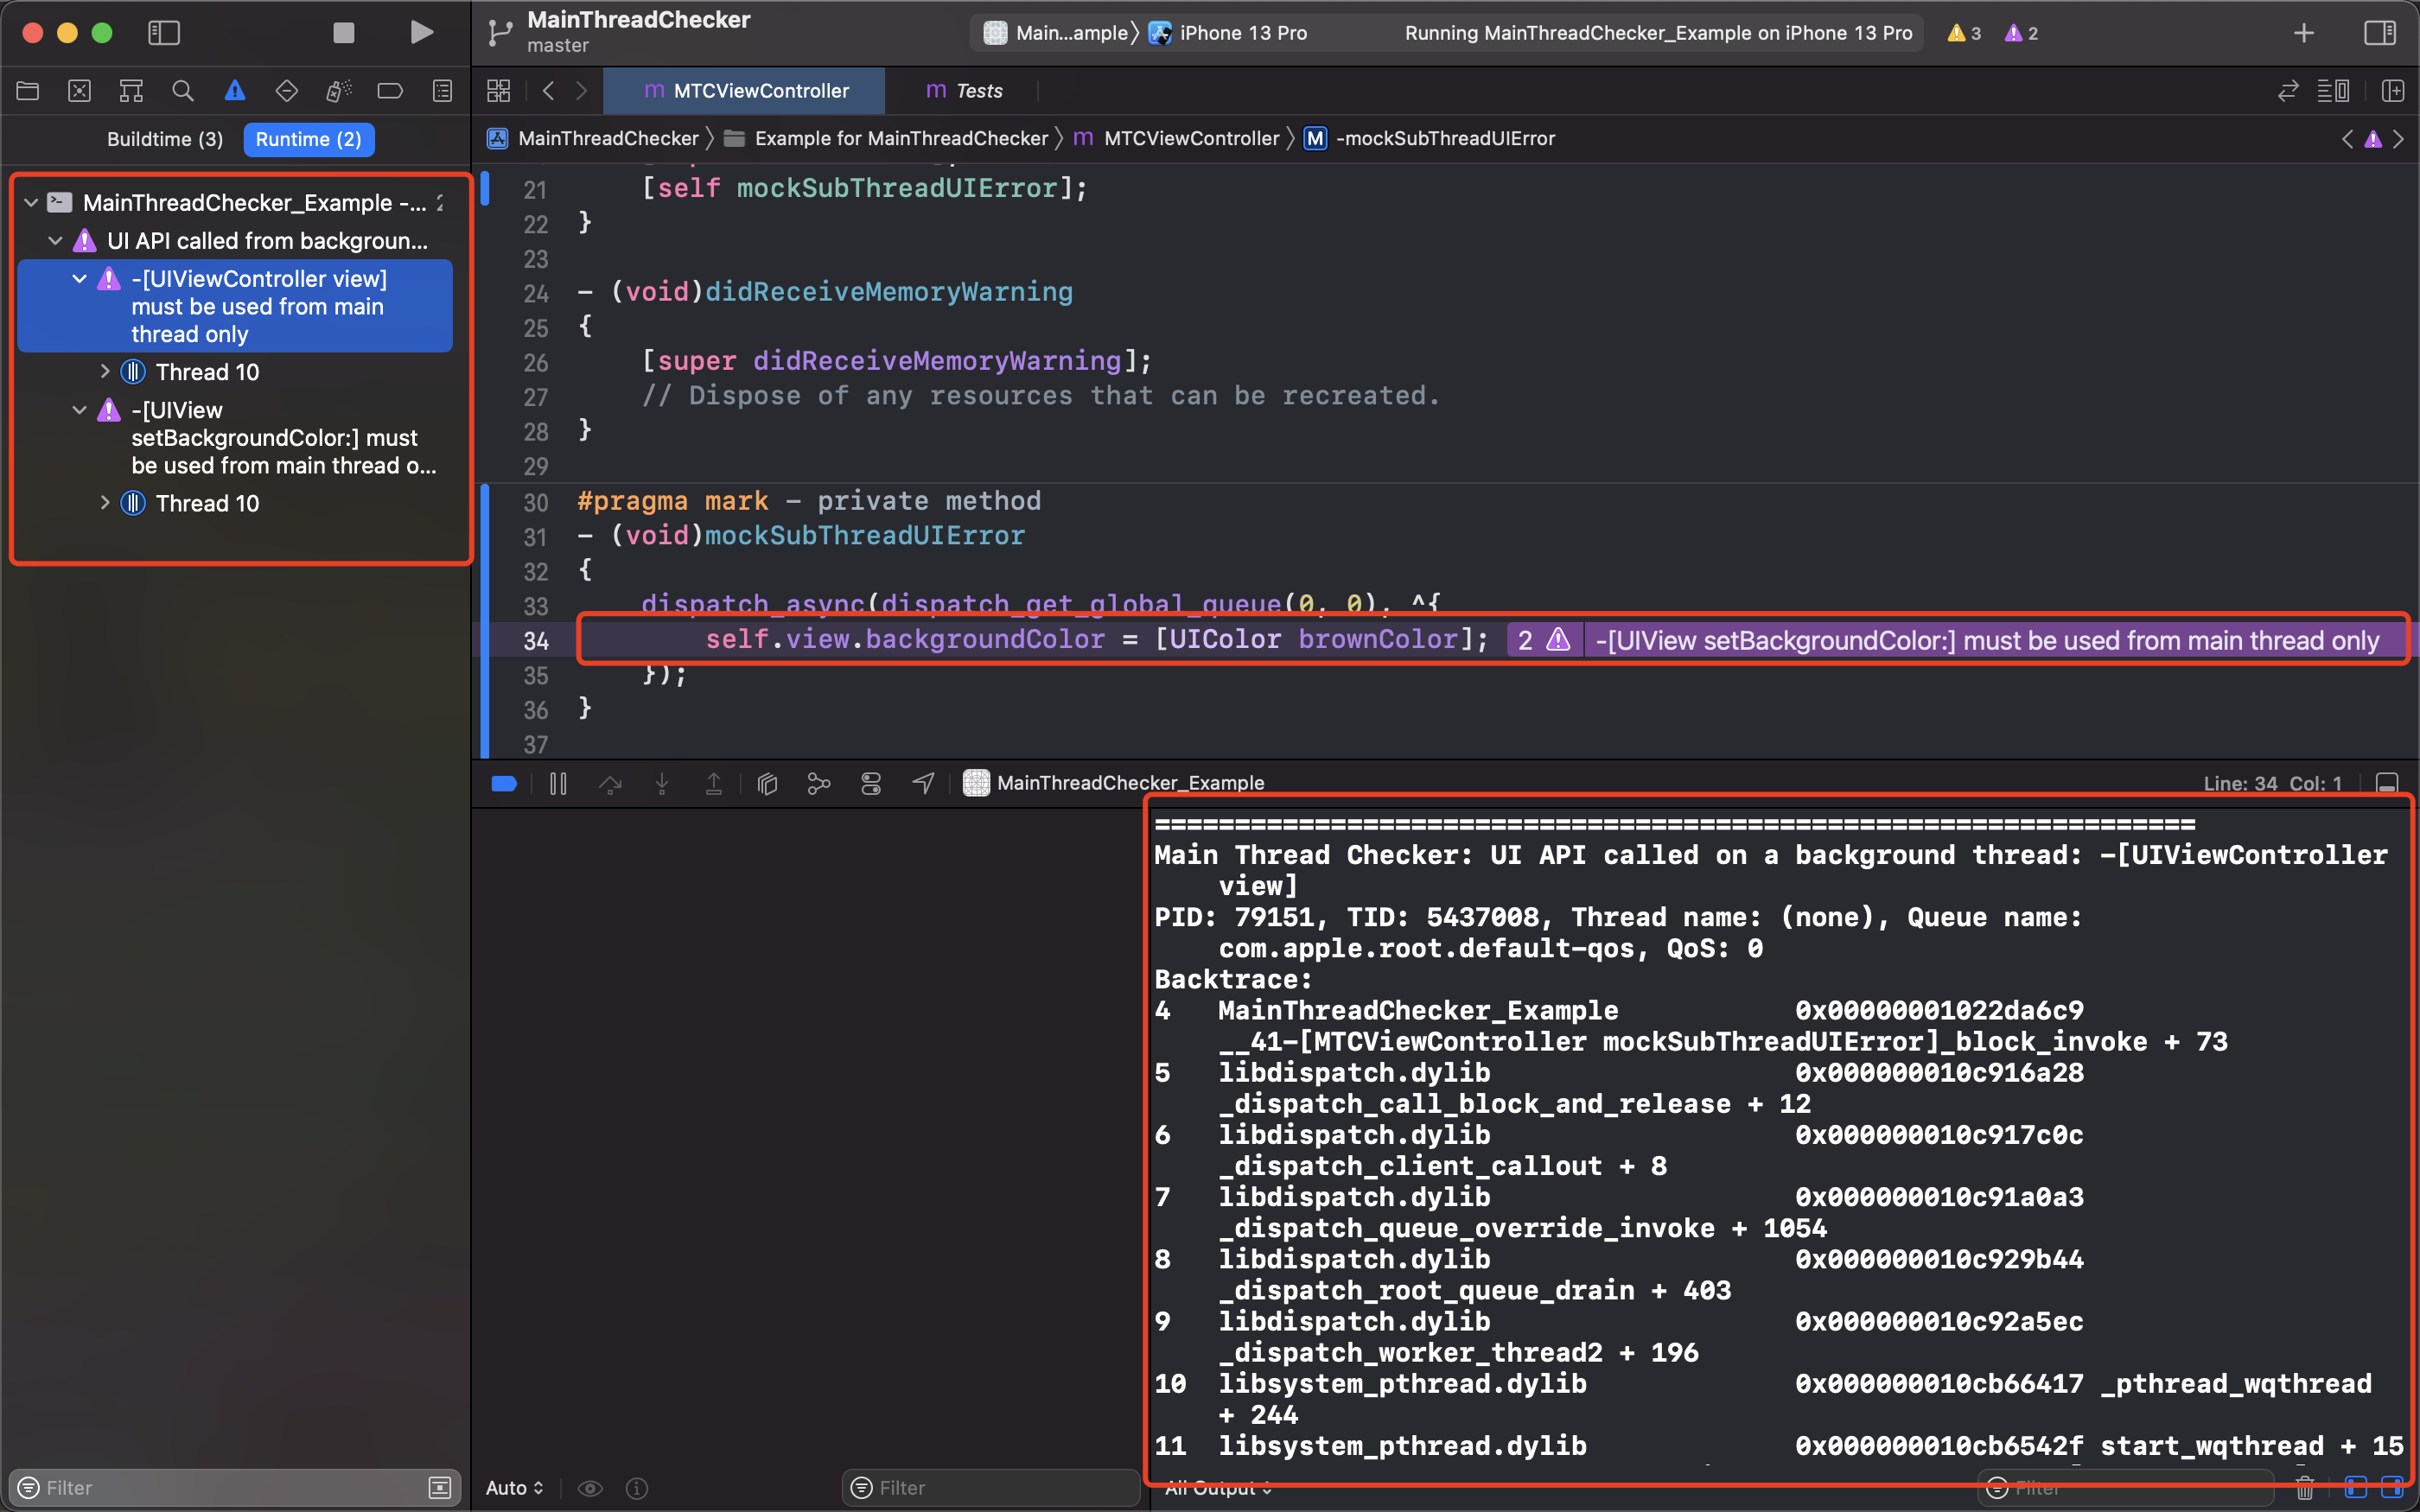 MainThreadChecker
master
Main...ample
iPhone 13 Pro
Running MainThreadChecker_Example on iPhone 13 Pro
3
2
MTCViewController
Tests
Buildtime (3)
Runtime (2)
MainThreadChecker
Example for MainThreadChecker
MTCViewController
M
-mockSubThreadUIError
MainThreadChecker_Example -...
UI API called from backgroun...
-[UIViewController view]
must be used from main
thread only
Thread 10
-[UIView
setBackgroundColor:] must
be used from main thread o...
Thread 10
21 [self mockSubThreadUIError];
22 }
23
24 - (void)didReceiveMemoryWarning
25 {
26 [super didReceiveMemoryWarning];
27 // Dispose of any resources that can be recreated.
28 }
29
30 #pragma mark - private method
31 - (void)mockSubThreadUIError
32 {
33 dispatch_async(dispatch_get_global_queue(0, 0), ^{
34 self.view.backgroundColor = [UIColor brownColor]; 2 -[UIView setBackgroundColor:] must be used from main thread only
35 });
36 }
37
MainThreadChecker_Example
Line: 34 Col: 1
=================================================================
Main Thread Checker: UI API called on a background thread: -[UIViewController
view]
PID: 79151, TID: 5437008, Thread name: (none), Queue name:
com.apple.root.default-qos, QoS: 0
Backtrace:
4 MainThreadChecker_Example 0x00000001022da6c9
__41-[MTCViewController mockSubThreadUIError]_block_invoke + 73
5 libdispatch.dylib 0x000000010c916a28
_dispatch_call_block_and_release + 12
6 libdispatch.dylib 0x000000010c917c0c
_dispatch_client_callout + 8
7 libdispatch.dylib 0x000000010c91a0a3
_dispatch_queue_override_invoke + 1054
8 libdispatch.dylib 0x000000010c929b44
_dispatch_root_queue_drain + 403
9 libdispatch.dylib 0x000000010c92a5ec
_dispatch_worker_thread2 + 196
10 libsystem_pthread.dylib 0x000000010cb66417 _pthread_wqthread
+ 244
11 libsystem_pthread.dylib 0x000000010cb6542f start_wqthread + 15
Filter
Auto
Filter
All Output
Filter